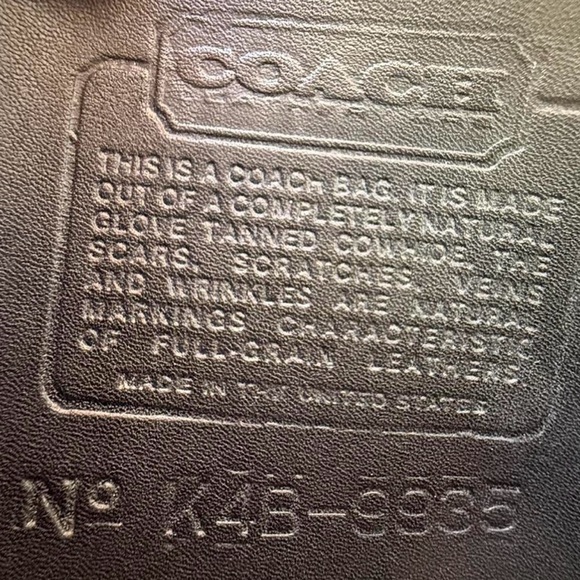 COACH
THIS IS A COACH BAG. IT IS MADE
OUT OF A COMPLETELY NATURAL
GLOVE TANNED COWHIDE. THE
SCARS, SCRATCHES, VEINS
AND WRINKLES ARE NATURAL
MARKINGS CHARACTERISTIC
OF FULL-GRAIN LEATHERS.
MADE IN THE UNITED STATES
Nº K4B-9935